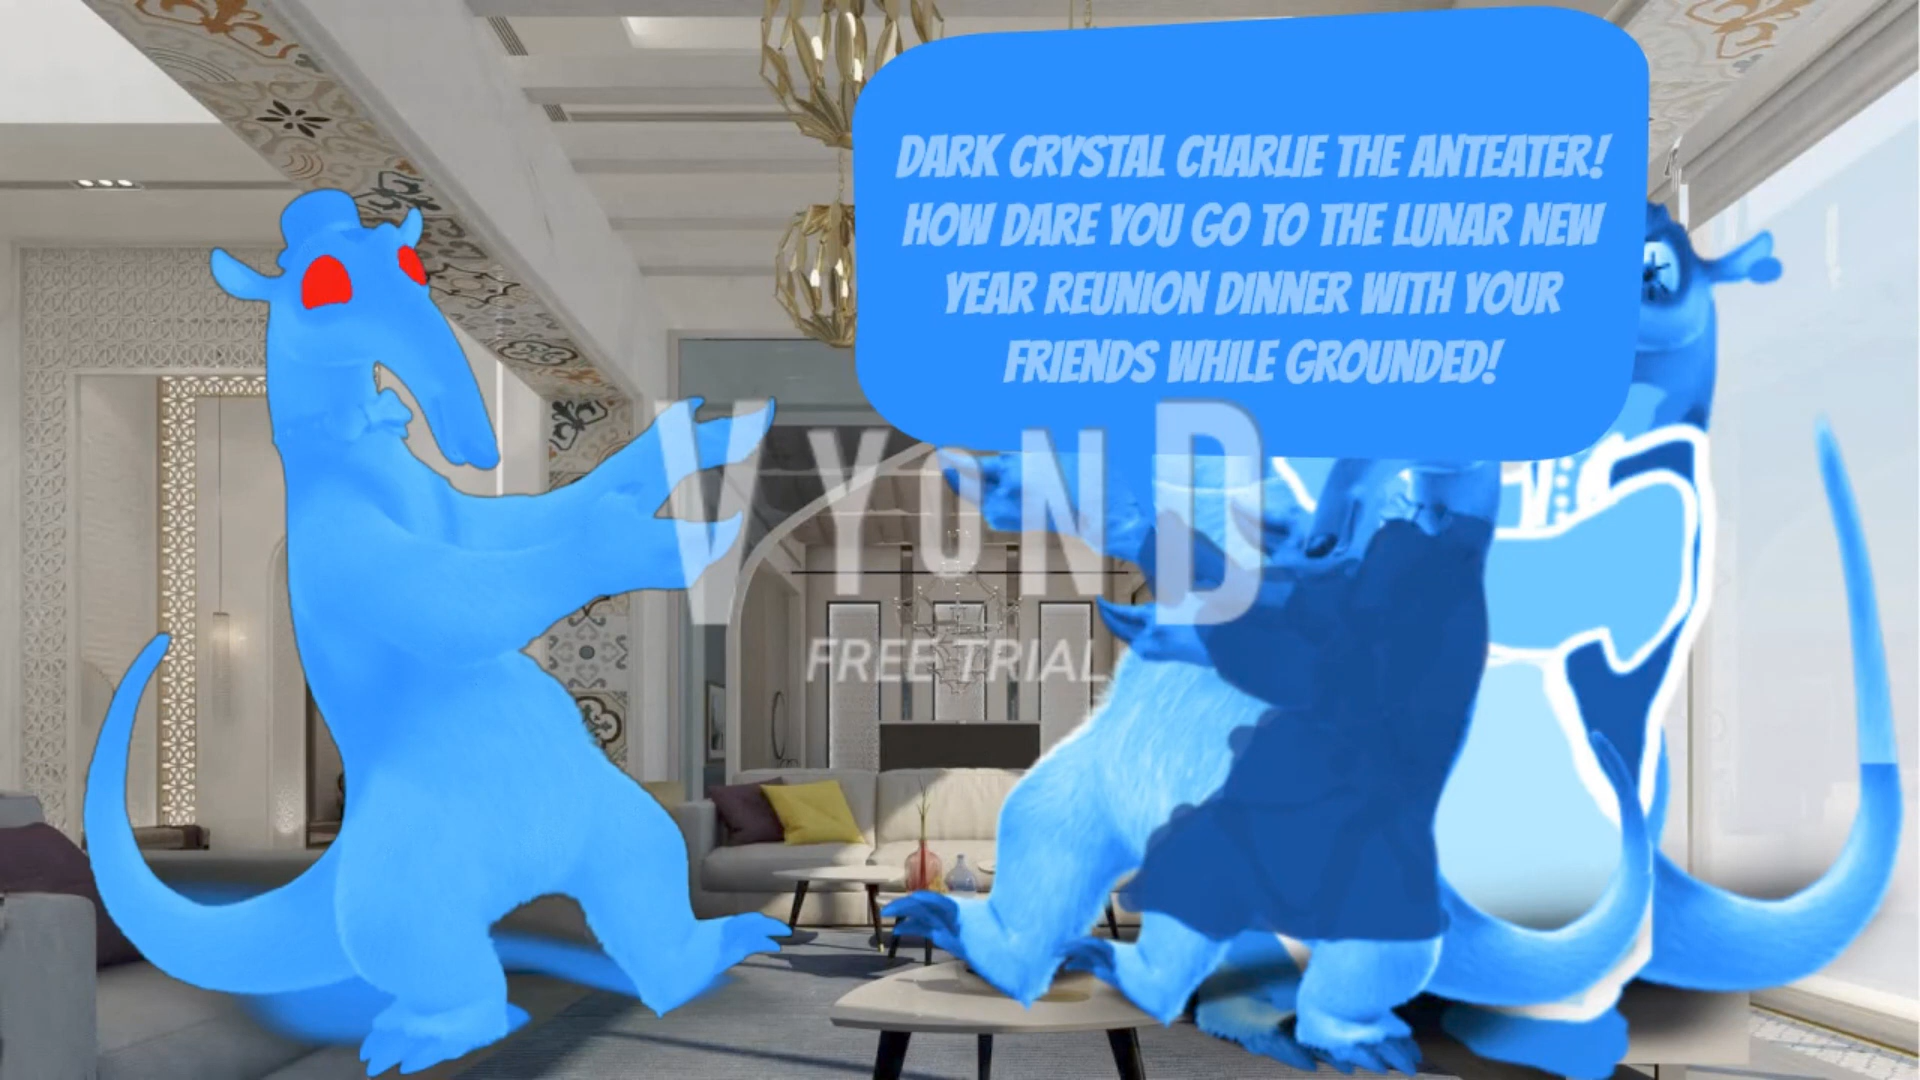 DARK CRYSTAL CHARLIE THE ANTEATER!
HOW DARE YOU GO TO THE LUNAR NEW
YEAR REUNION DINNER WITH YOUR
FRIENDS WHILE GROUNDED!
VYOND
FREE TRIAL